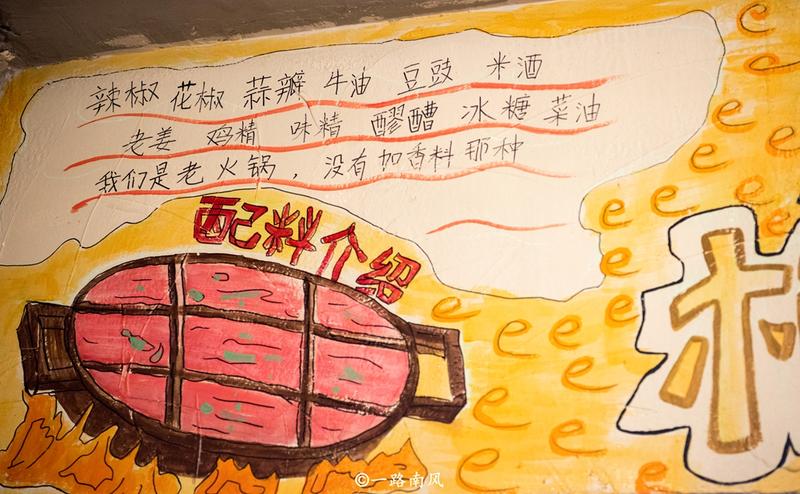 辣椒 花椒 蒜瓣 牛油 豆豉 米酒
老姜 鸡精 味精 醪醩 冰糖 菜油
我们是老火锅，没有加香料那种
配料介绍
©一路南风